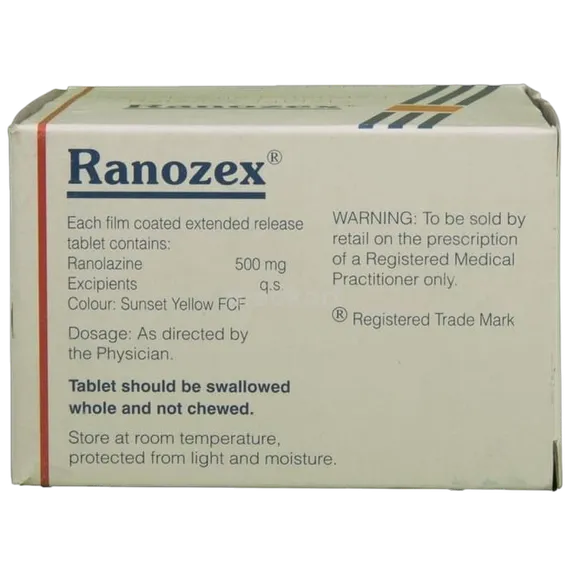 Ranozex®
Ranozex®
Each film coated extended release
tablet contains:
Ranolazine 500 mg
Excipients q.s.
Colour: Sunset Yellow FCF
Dosage: As directed by
the Physician.
Tablet should be swallowed
whole and not chewed.
Store at room temperature,
protected from light and moisture.
WARNING: To be sold by
retail on the prescription
of a Registered Medical
Practitioner only.
® Registered Trade Mark